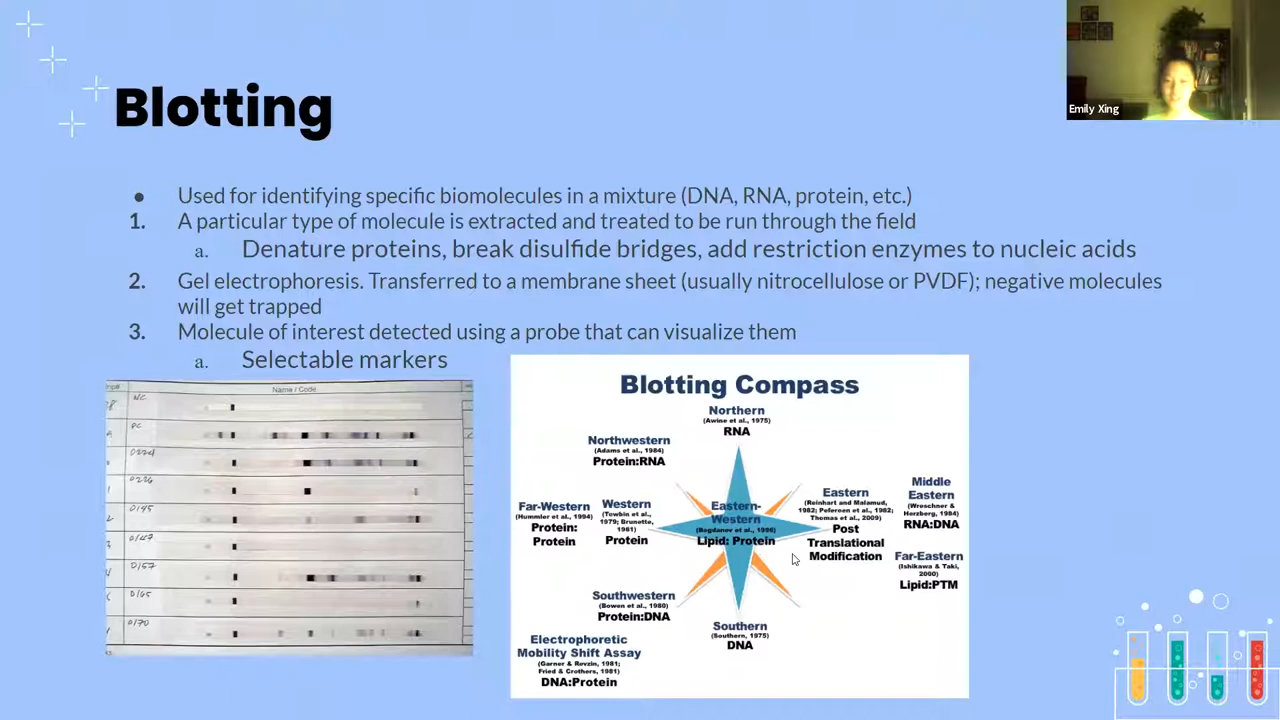 Emily Xing
Blotting
● Used for identifying specific biomolecules in a mixture (DNA, RNA, protein, etc.)
1. A particular type of molecule is extracted and treated to be run through the field
a. Denature proteins, break disulfide bridges, add restriction enzymes to nucleic acids
2. Gel electrophoresis. Transferred to a membrane sheet (usually nitrocellulose or PVDF); negative molecules
will get trapped
3. Molecule of interest detected using a probe that can visualize them
a. Selectable markers
Name / Code
NC
PC
Blotting Compass
Northern
(Awine et al., 1975)
RNA
Northwestern
(Adams et al., 1984)
Protein:RNA
Far-Western
(Hummler et al., 1994)
Protein:
Protein
Western
(Towbin et al.,
1979; Brunette,
1981)
Protein
Eastern-
Western
(Bogdanov et al., 1996)
Lipid: Protein
Eastern
(Reinhart and Malamud,
1982; Peferoen et al., 1982;
Thomas et al., 2009)
Post
Translational
Modification
Middle
Eastern
(Wreschner &
Herzberg, 1984)
RNA:DNA
Far-Eastern
(Ishikawa & Taki,
2000)
Lipid:PTM
Southwestern
(Bowen et al., 1980)
Protein:DNA
Southern
(Southern, 1975)
DNA
Electrophoretic
Mobility Shift Assay
(Garner & Revzin, 1981;
Fried & Crothers, 1981)
DNA:Protein